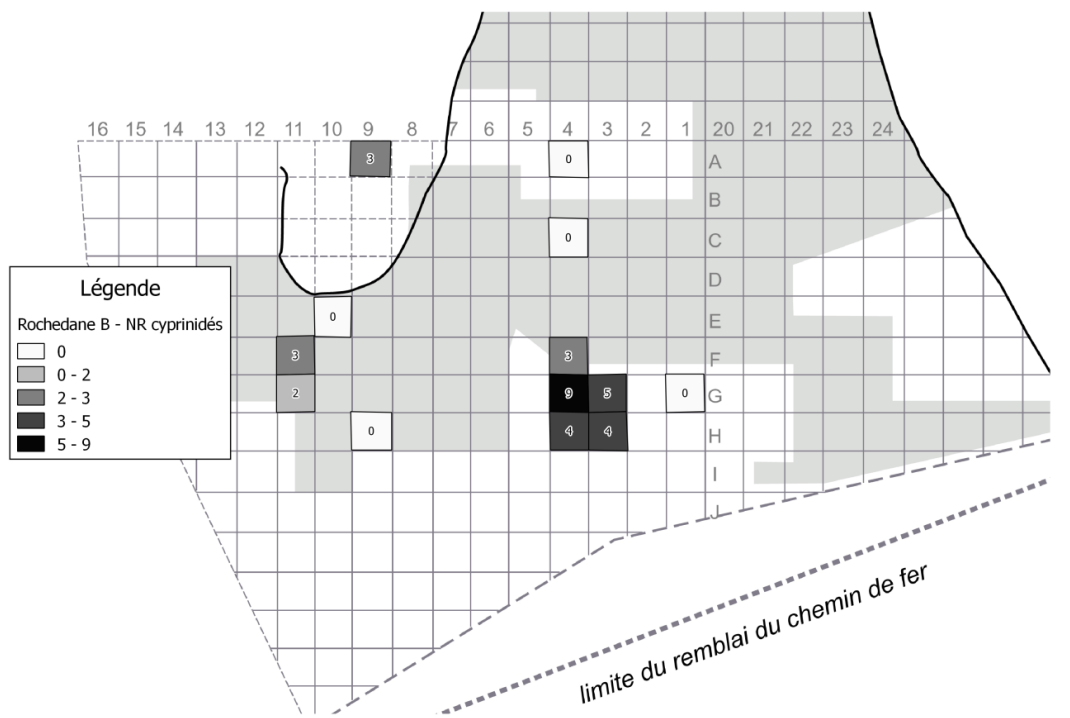 16 15 14 13 12 11 10 9 8 7 6 5 4 3 2 1 20 21 22 23 24
3 0 A
B
0 C
D
Légende
Rochedane B - NR cyprinidés
0
0 - 2
2 - 3
3 - 5
5 - 9
0 E
3 3 F
2 9 5 0 G
0 4 4 H
I
J
limite du remblai du chemin de fer